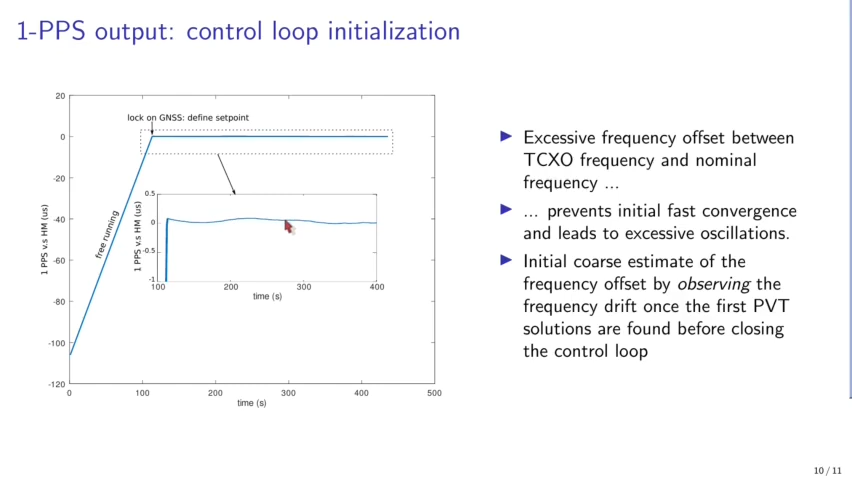 1-PPS output: control loop initialization
20
0
-20
-40
-60
-80
-100
-120
1 PPS v.s HM (us)
0 100 200 300 400 500
time (s)
lock on GNSS: define setpoint
free running
0.5
0
-0.5
-1
1 PPS v.s HM (us)
100 200 300 400
time (s)
Excessive frequency offset between
TCXO frequency and nominal
frequency ...
... prevents initial fast convergence
and leads to excessive oscillations.
Initial coarse estimate of the
frequency offset by observing the
frequency drift once the first PVT
solutions are found before closing
the control loop
10 / 11